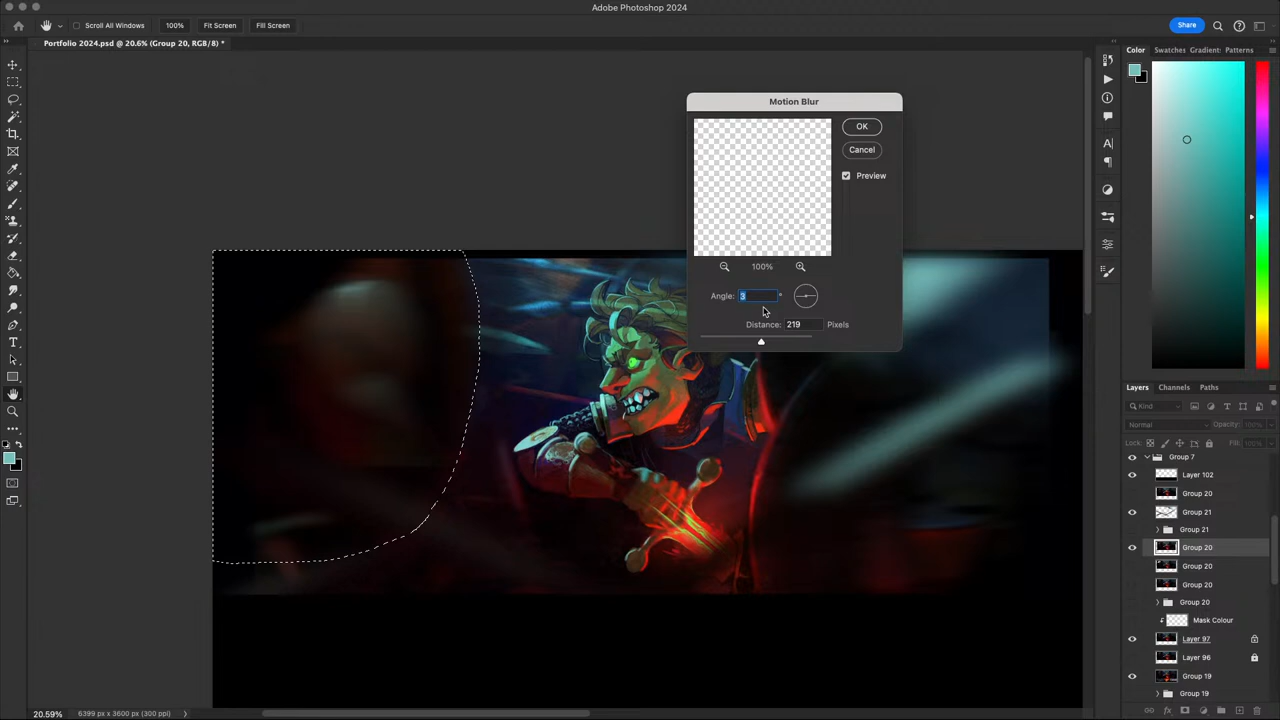 Adobe Photoshop 2024
Scroll All Windows
100%
Fit Screen
Fill Screen
Share
Portfolio 2024.psd @ 20.6% (Group 20, RGB/8) *
Color
Swatches
Gradient:
Patterns
Motion Blur
OK
Cancel
Preview
100%
Angle: 3 °
Distance: 219 Pixels
Layers
Channels
Paths
Kind
Normal
Opacity: 100%
Lock:
Fill: 100%
Group 7
Layer 102
Group 20
Group 21
Group 21
Group 20
Group 20
Group 20
Group 20
Mask Colour
Layer 97
Layer 96
Group 19
Group 19
20.59%
6399 px x 3600 px (300 ppi)